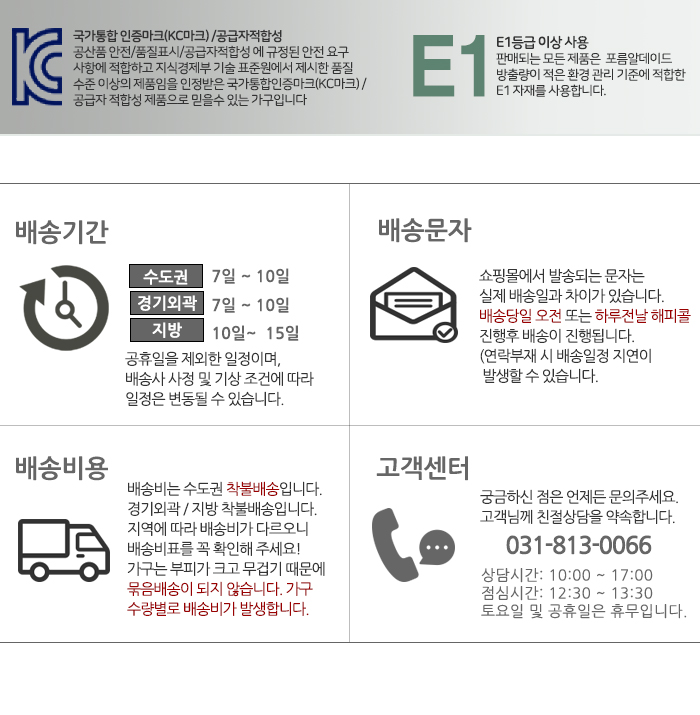 KC
국가통합 인증마크(KC마크) /공급자적합성
공산품 안전/품질표시/공급자적합성 에 규정된 안전 요구
사항에 적합하고 지식경제부 기술 표준원에서 제시한 품질
수준 이상의 제품임을 인정받은 국가통합인증마크(KC마크) /
공급자 적합성 제품으로 믿을수 있는 가구입니다
E1
E1등급 이상 사용
판매되는 모든 제품은 포름알데이드
방출량이 적은 환경 관리 기준에 적합한
E1 자재를 사용합니다.
배송기간
수도권 7일 ~ 10일
경기외곽 7일 ~ 10일
지방 10일~ 15일
공휴일을 제외한 일정이며,
배송사 사정 및 기상 조건에 따라
일정은 변동될 수 있습니다.
배송문자
쇼핑몰에서 발송되는 문자는
실제 배송일과 차이가 있습니다.
배송당일 오전 또는 하루전날 해피콜
진행후 배송이 진행됩니다.
(연락부재 시 배송일정 지연이
발생할 수 있습니다.
배송비용
배송비는 수도권 착불배송입니다.
경기외곽 / 지방 착불배송입니다.
지역에 따라 배송비가 다르오니
배송비표를 꼭 확인해 주세요!
가구는 부피가 크고 무겁기 때문에
묶음배송이 되지 않습니다. 가구
수량별로 배송비가 발생합니다.
고객센터
궁금하신 점은 언제든 문의주세요.
고객님께 친절상담을 약속합니다.
031-813-0066
상담시간: 10:00 ~ 17:00
점심시간: 12:30 ~ 13:30
토요일 및 공휴일은 휴무입니다.